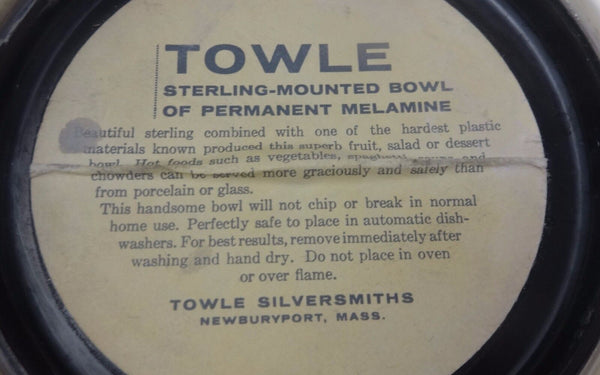 TOWLE
STERLING-MOUNTED BOWL
OF PERMANENT MELAMINE
Beautiful sterling combined with one of the hardest plastic
materials known produced this superb fruit, salad or dessert
bowl. Hot foods such as vegetables, spaghetti, soups and
chowders can be served more graciously and safely than
from porcelain or glass.
This handsome bowl will not chip or break in normal
home use. Perfectly safe to place in automatic dish-
washers. For best results, remove immediately after
washing and hand dry. Do not place in oven
or over flame.
TOWLE SILVERSMITHS
NEWBURYPORT, MASS.